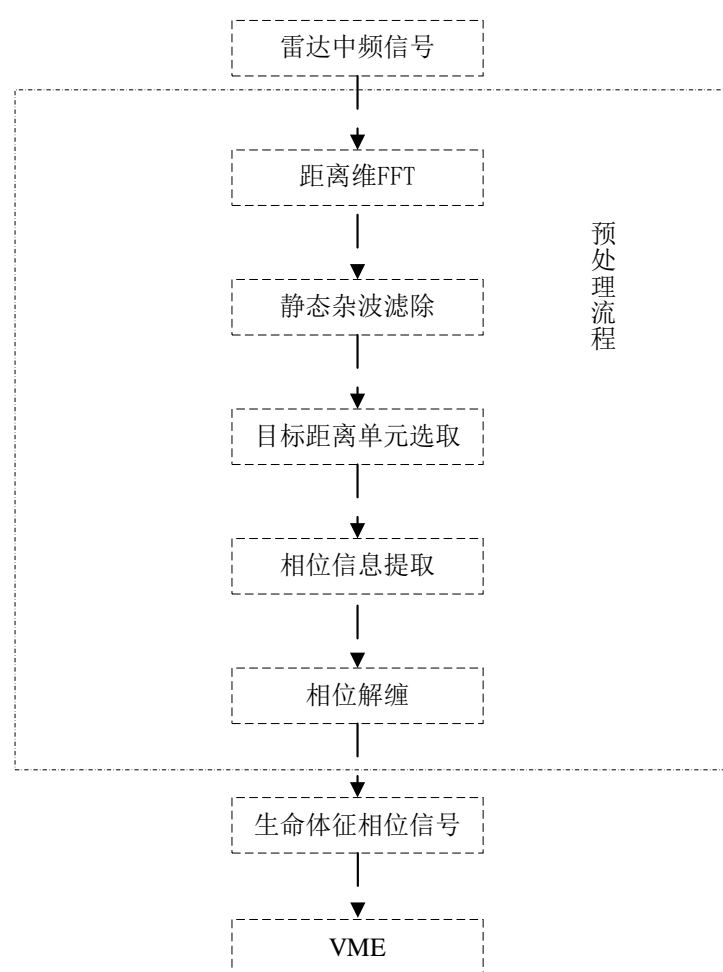 雷达中频信号
距离维FFT
预处理流程
静态杂波滤除
目标距离单元选取
相位信息提取
相位解缠
生命体征相位信号
VME